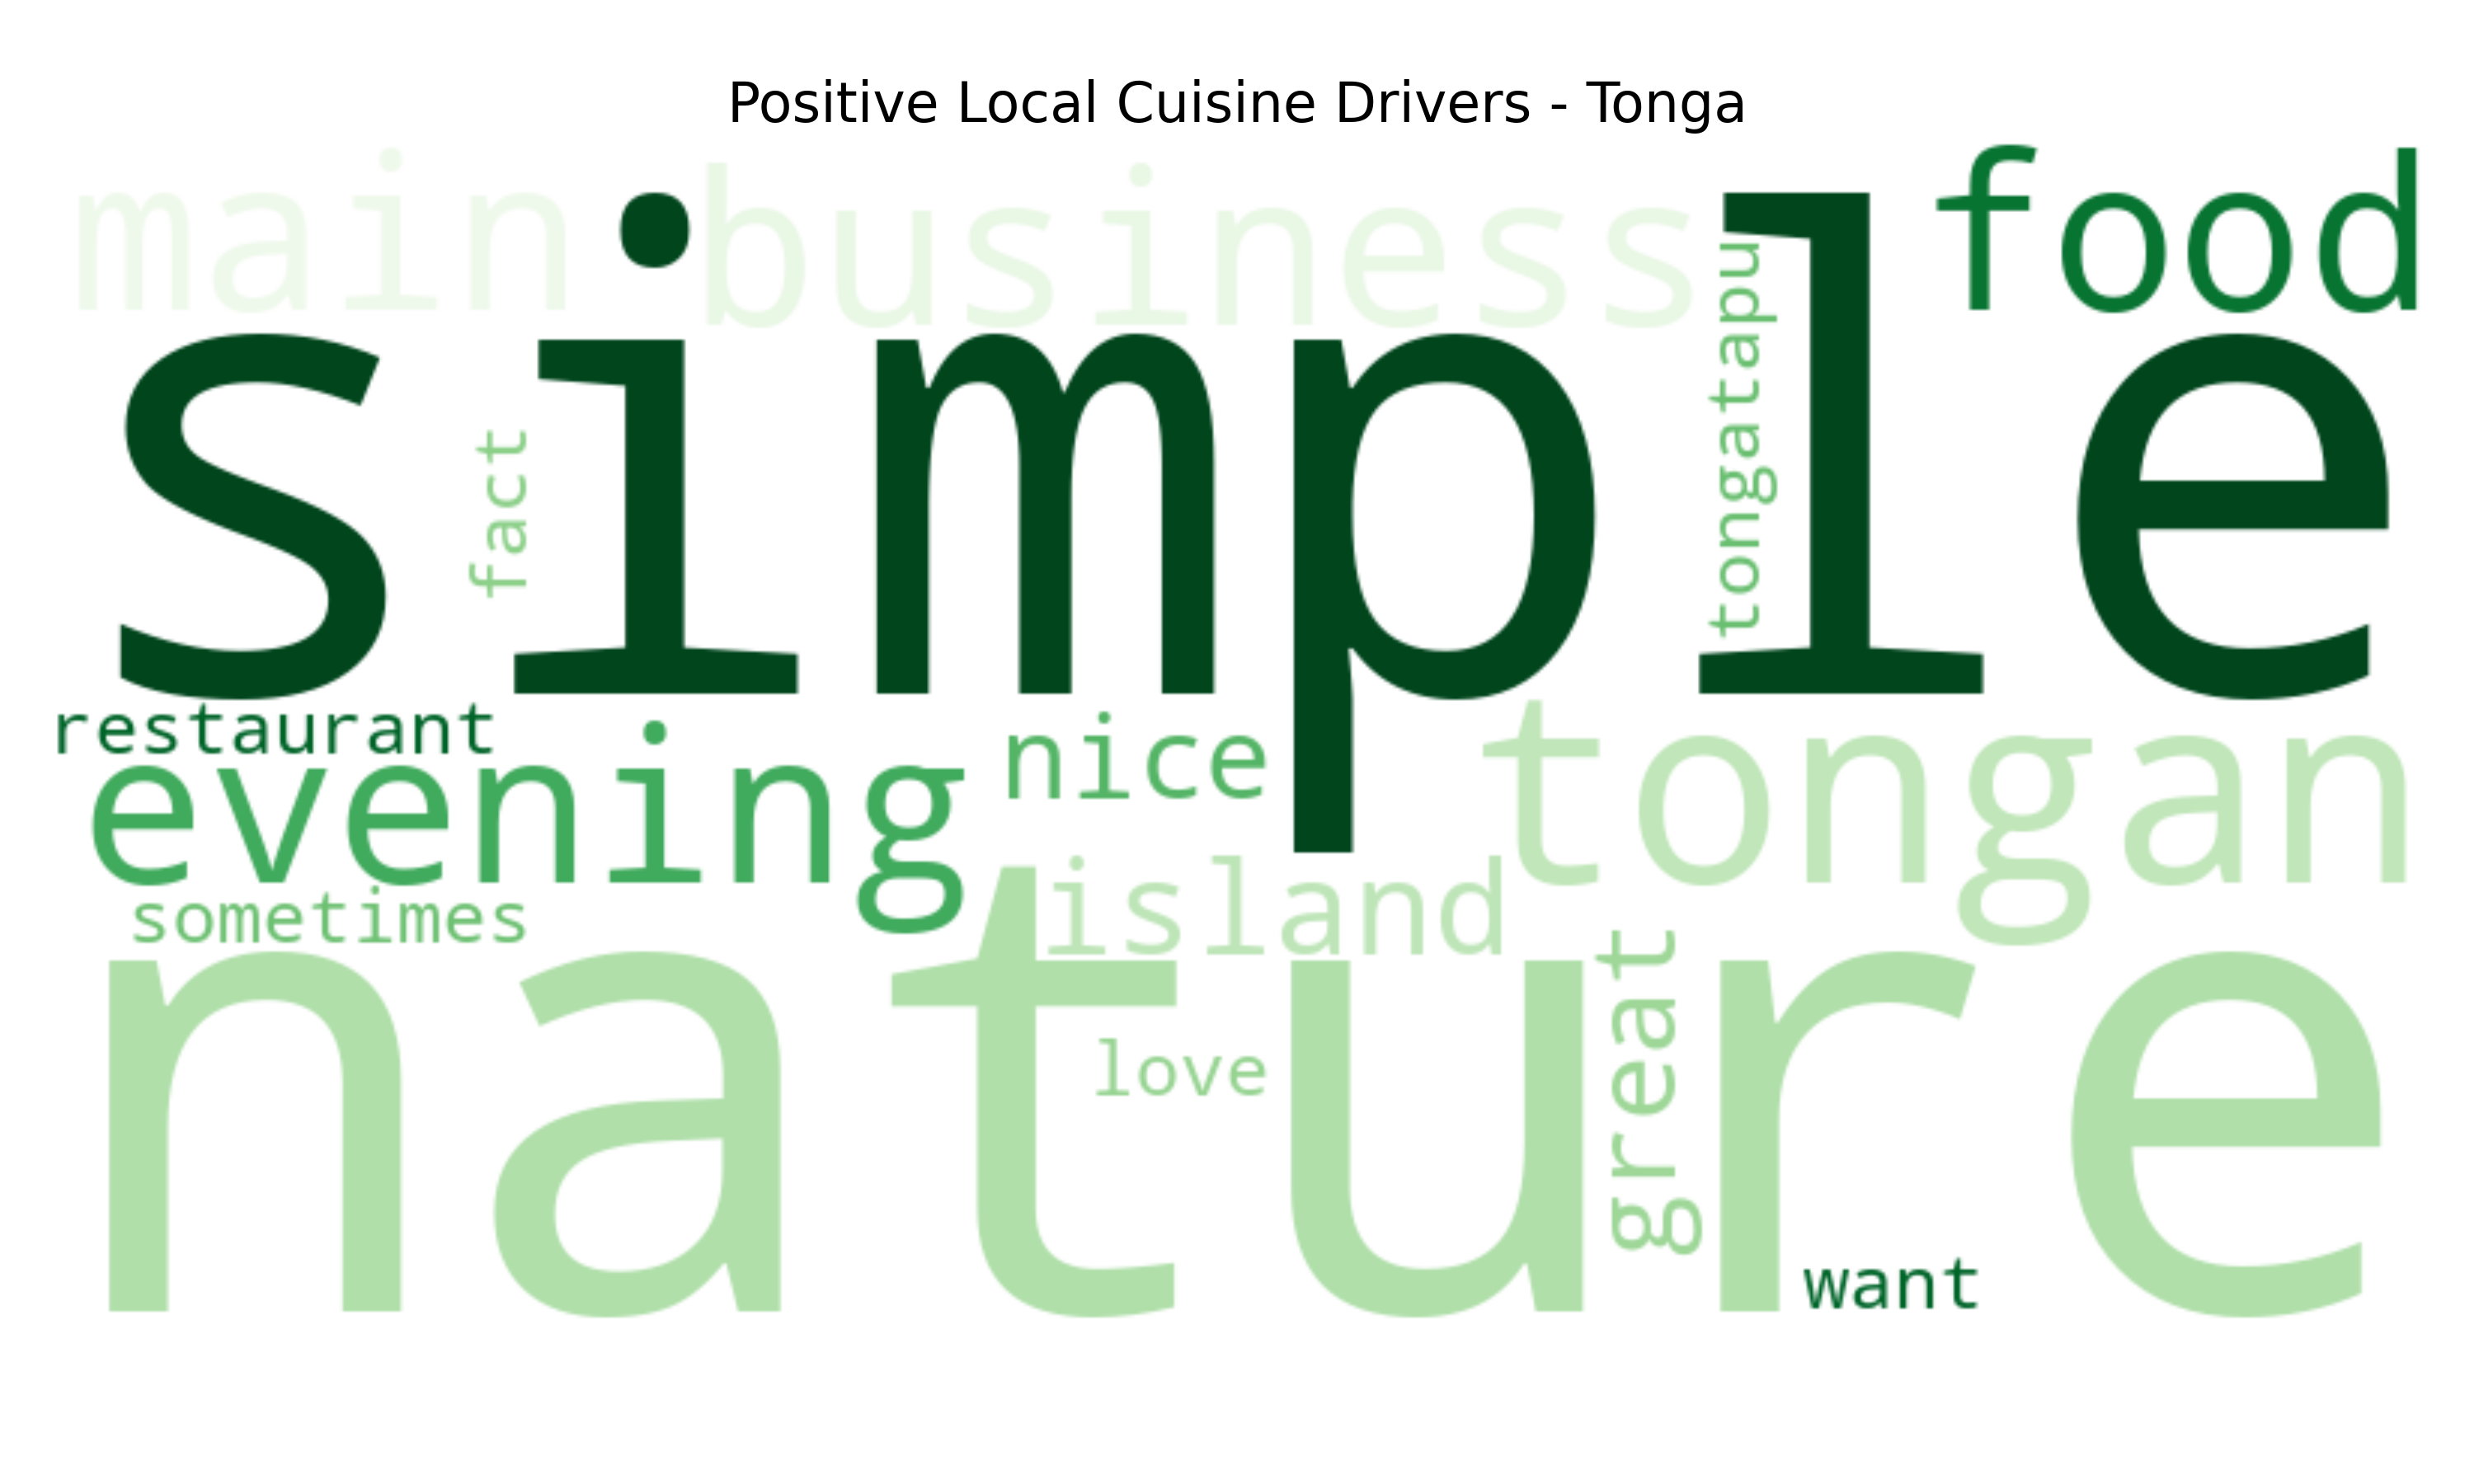 Positive Local Cuisine Drivers - Tonga
main business food
simple
tongatapu
fact
restaurant
nice
tongan
evening
island
sometimes
nature
great
love
want